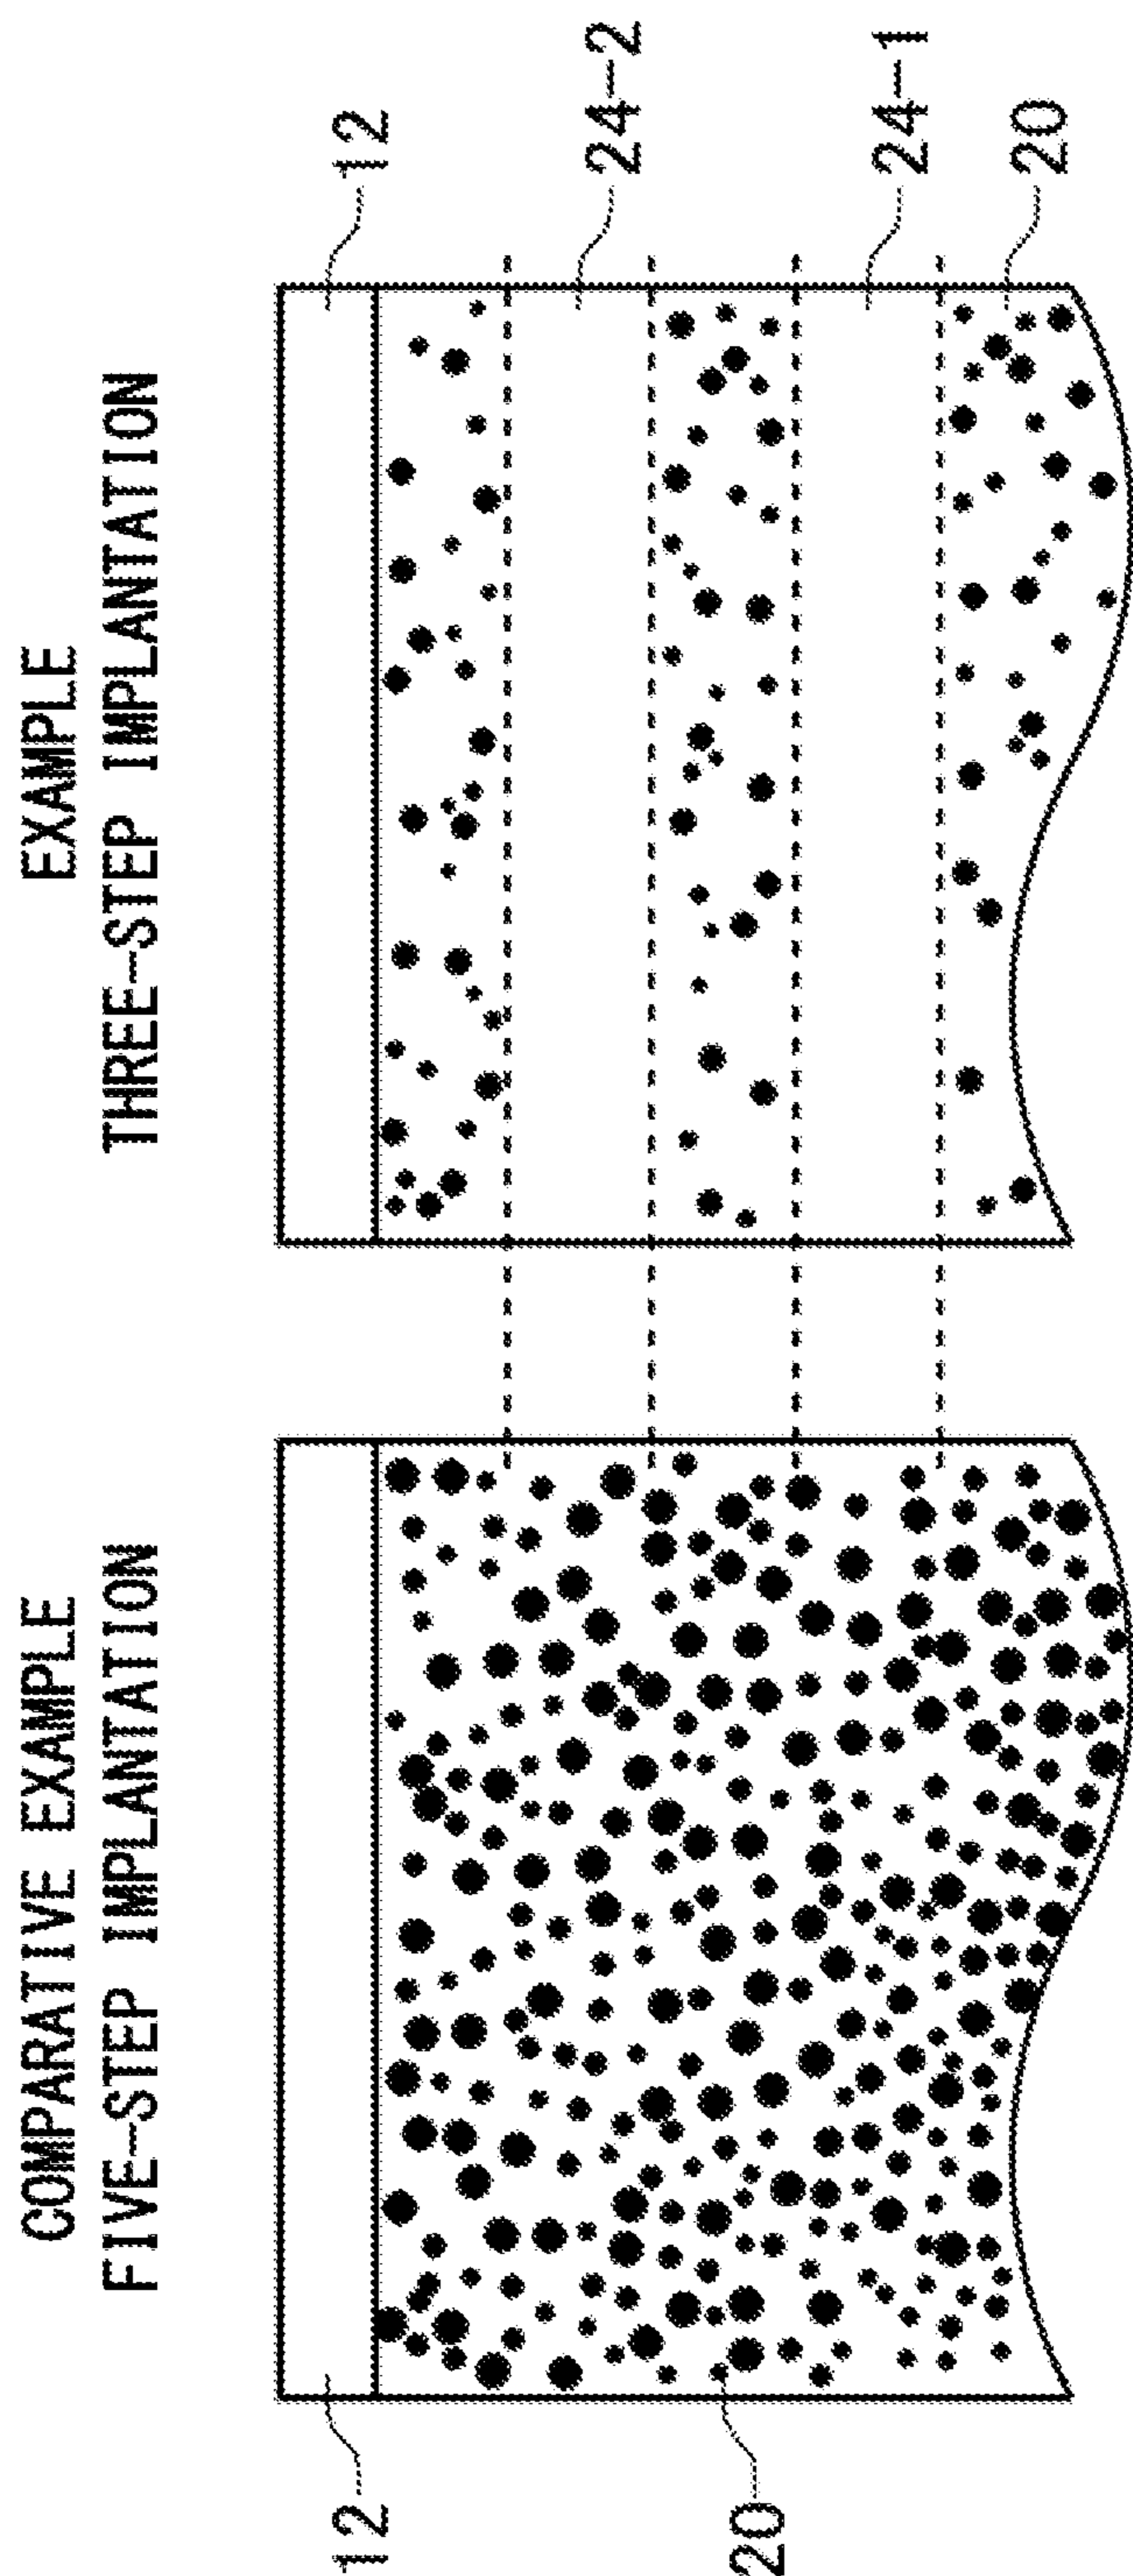 COMPARATIVE EXAMPLE
FIVE-STEP IMPLANTATION
12
20
EXAMPLE
THREE-STEP IMPLANTATION
12
24-2
24-1
20